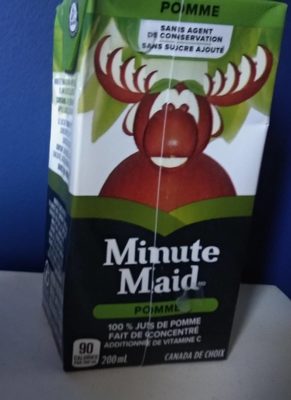 POMME
SANS AGENT
DE CONSERVATION
SANS SUCRE AJOUTÉ
Minute
Maid
POMME
100 % JUS DE POMME
FAIT DE CONCENTRÉ
ADDITIONNÉ DE VITAMINE C
90
CALORIES
200 mL
CANADA DE CHOIX